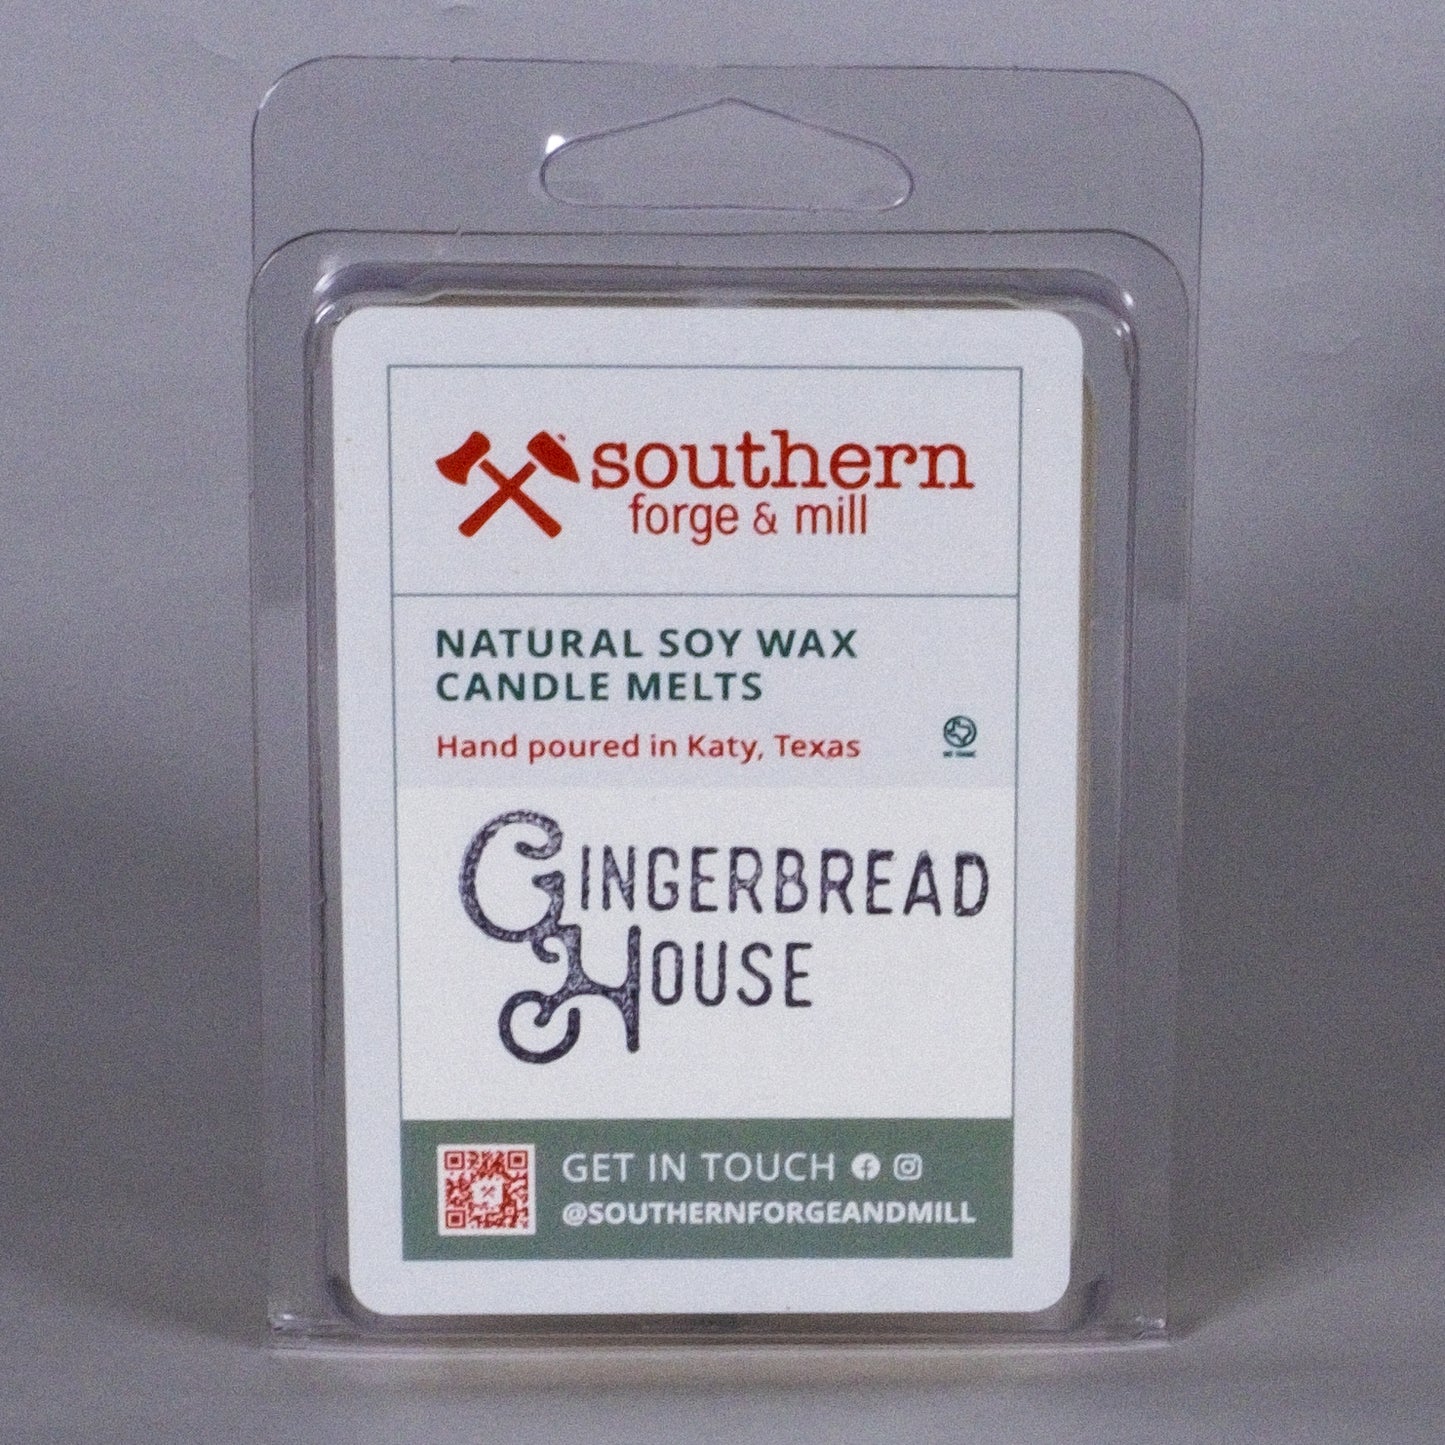 southern
forge & mill
NATURAL SOY WAX
CANDLE MELTS
Hand poured in Katy, Texas
GINGERBREAD
HOUSE
GET IN TOUCH
@SOUTHERNFORGEANDMILL